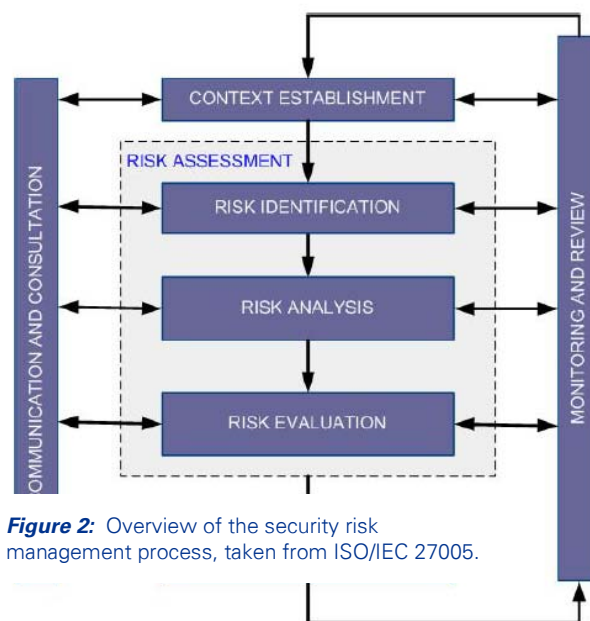 CONTEXT ESTABLISHMENT
RISK ASSESSMENT
RISK IDENTIFICATION
RISK ANALYSIS
RISK EVALUATION
OMMUNICATION AND CONSULTATION
MONITORING AND REVIEW
Figure 2: Overview of the security risk
management process, taken from ISO/IEC 27005.